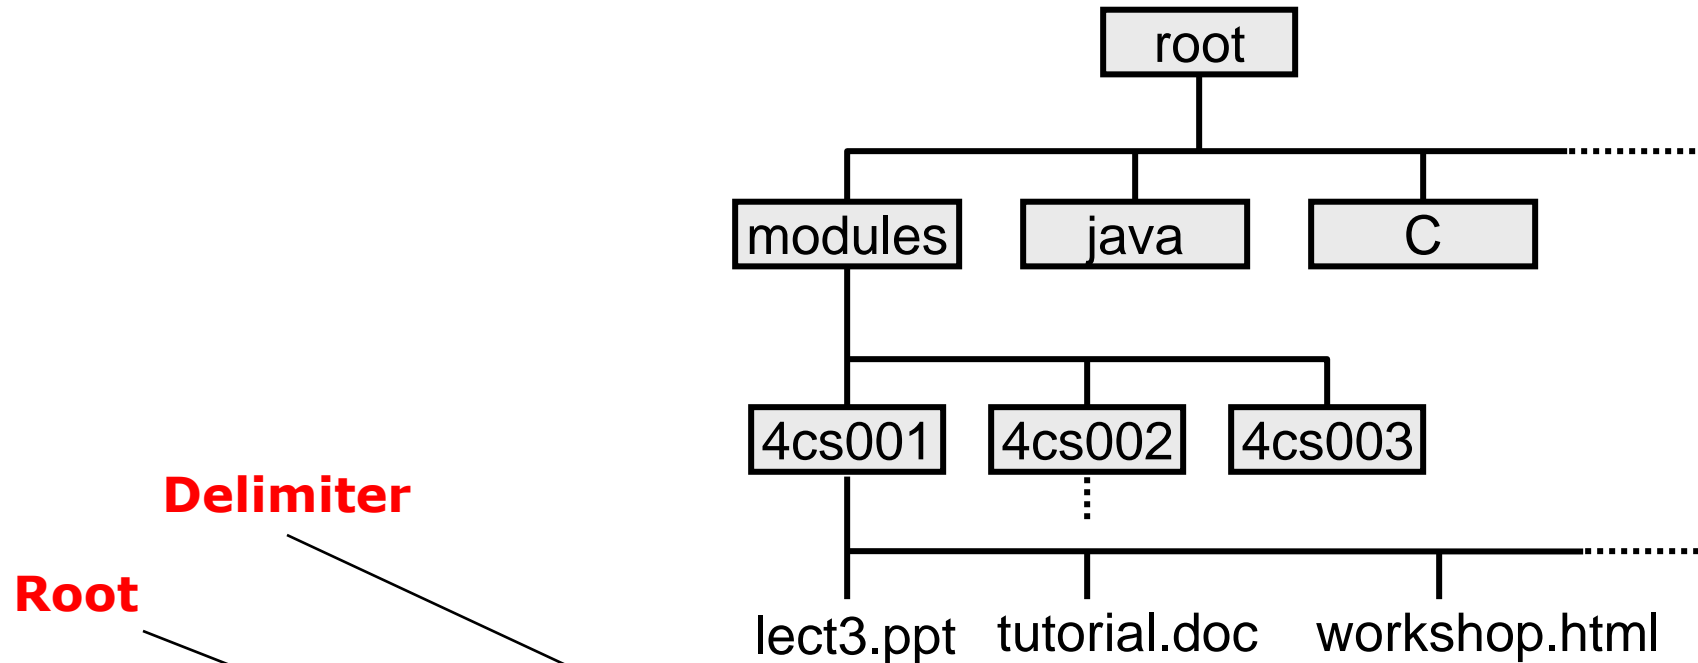 root
modules
java
C
4cs001
4cs002
4cs003
Delimiter
Root
lect3.ppt
tutorial.doc
workshop.html